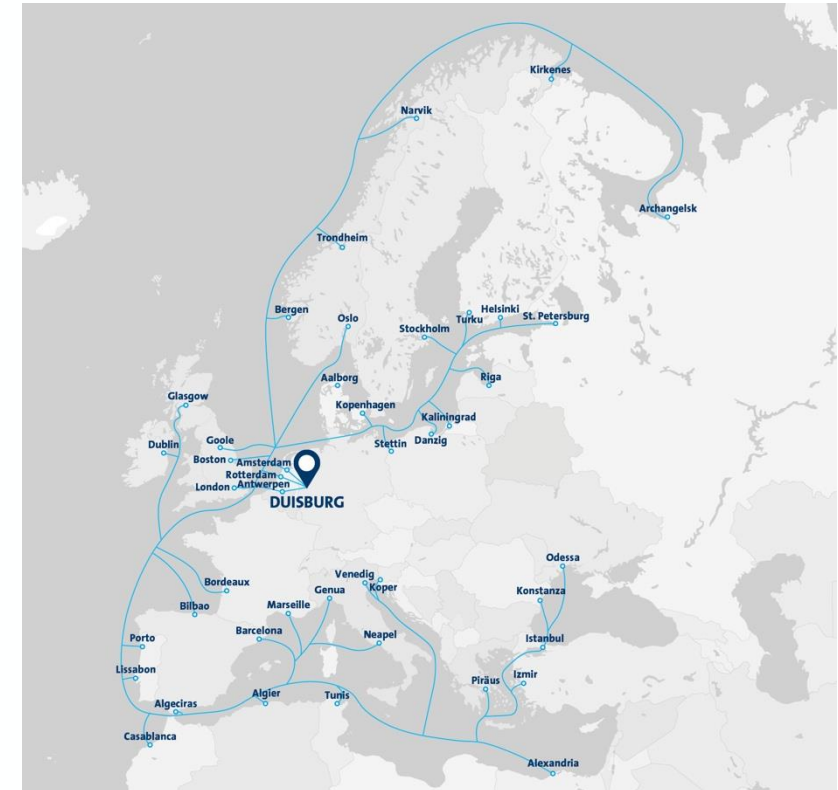 Kirkenes
Narvik
Archangelsk
Trondheim
Bergen
Oslo
Stockholm
Turku
Helsinki
St. Petersburg
Aalborg
Riga
Glasgow
Kopenhagen
Kaliningrad
Danzig
Stettin
Dublin
Goole
Boston
Amsterdam
Rotterdam
London
Antwerpen
DUISBURG
Odessa
Bordeaux
Venedig
Koper
Genua
Konstanza
Bilbao
Marseille
Barcelona
Neapel
Istanbul
Porto
Lissabon
Piräus
Izmir
Algier
Tunis
Algeciras
Casablanca
Alexandria